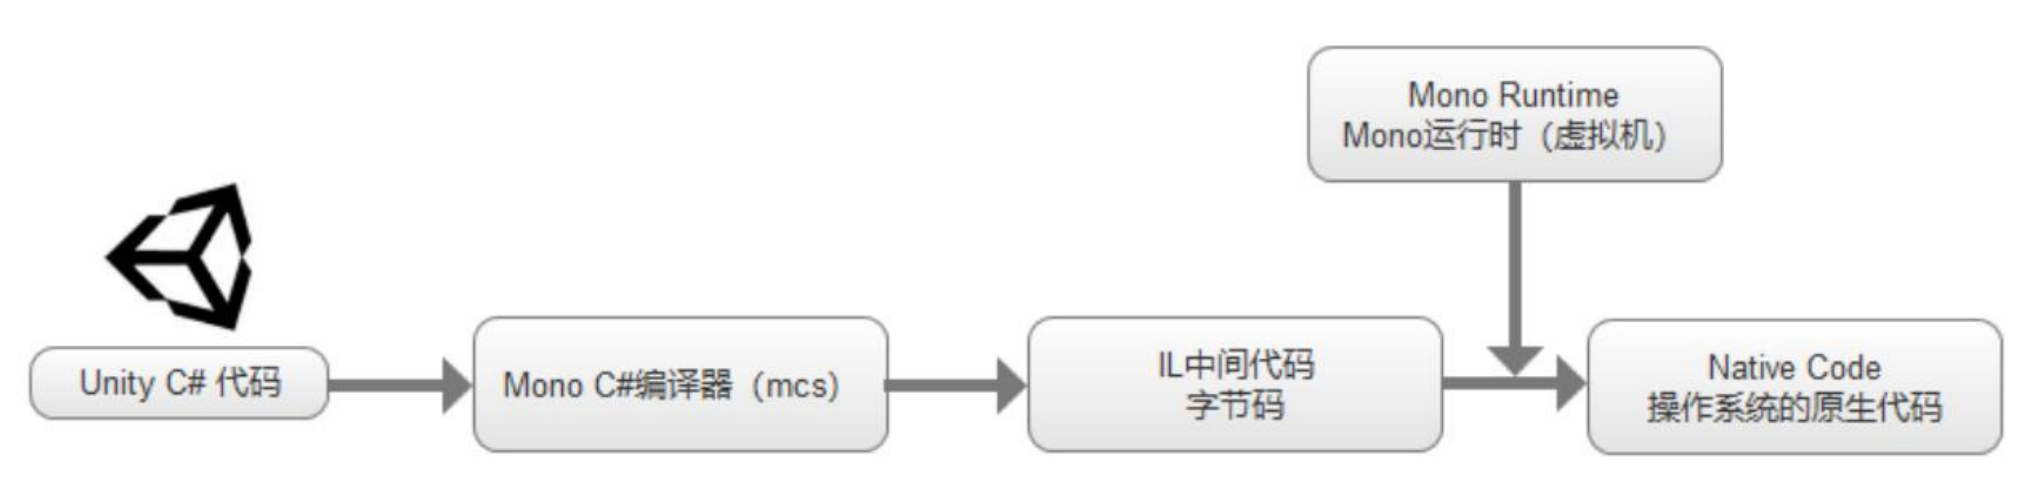 Mono Runtime
Mono运行时（虚拟机）
Unity C# 代码
Mono C#编译器（mcs）
IL中间代码
字节码
Native Code
操作系统的原生代码